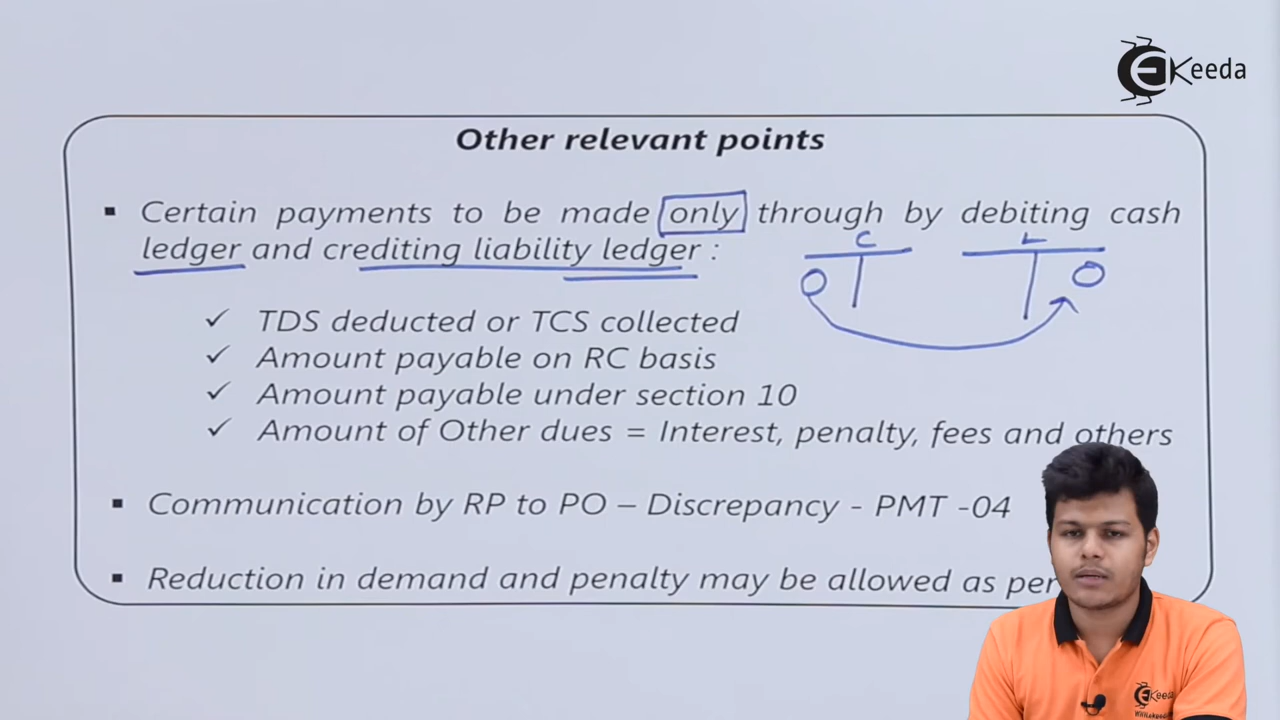 EKeeda
Other relevant points
▪ Certain payments to be made only through by debiting cash
ledger and crediting liability ledger :
C L
✓ TDS deducted or TCS collected
✓ Amount payable on RC basis
✓ Amount payable under section 10
✓ Amount of Other dues = Interest, penalty, fees and others
▪ Communication by RP to PO – Discrepancy - PMT -04
▪ Reduction in demand and penalty may be allowed as per
EKeeda